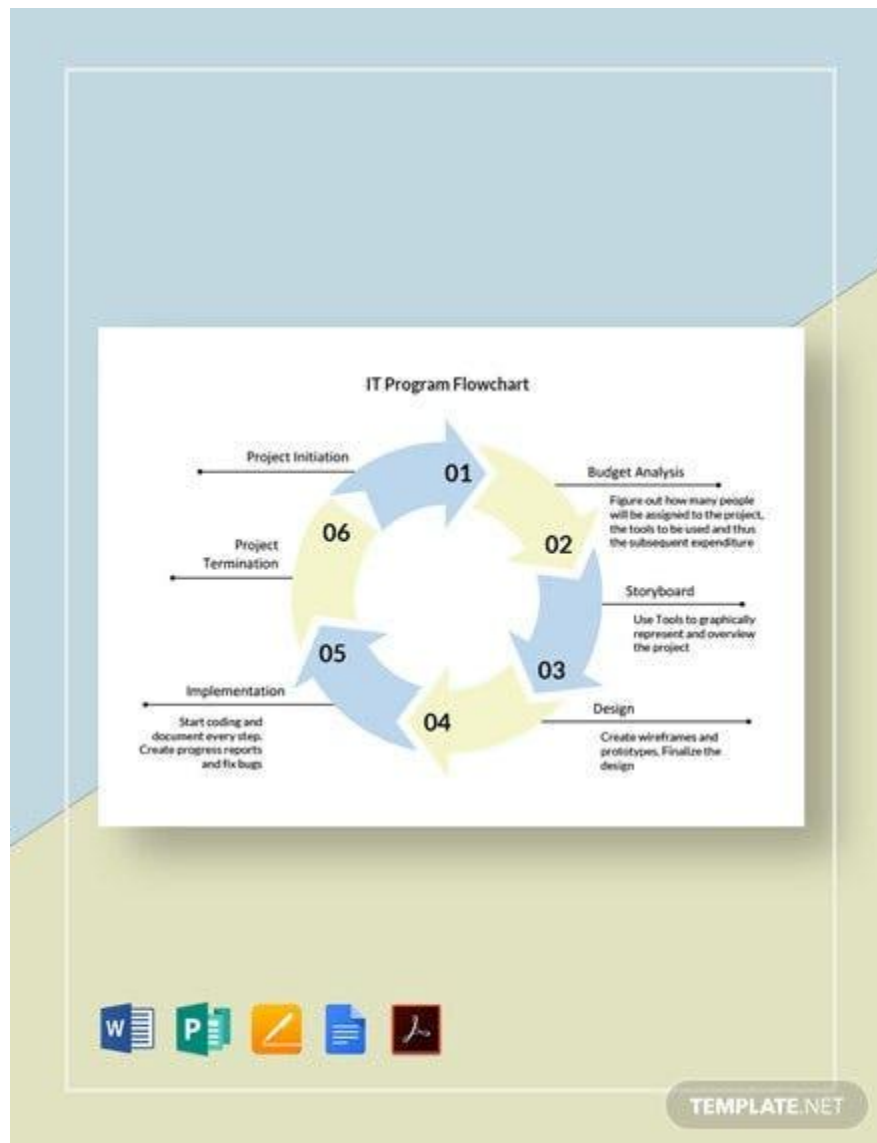 IT Program Flowchart
Project Initiation
01
Budget Analysis
Figure out how many people
will be assigned to the project,
the tools to be used and thus
the subsequent expenditure
02
Storyboard
Use Tools to graphically
represent and overview
the project
03
Design
Create wireframes and
prototypes, Finalize the
design
04
Implementation
Start coding and
document every step.
Create progress reports
and fix bugs
05
Project
Termination
06
W
P
TEMPLATE.NET